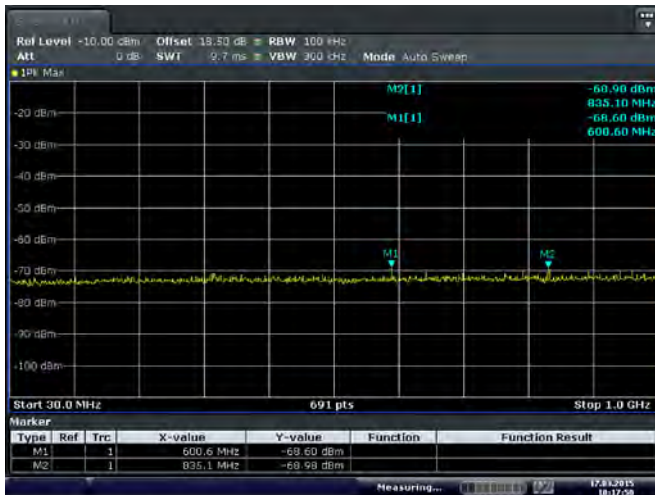 Ref Level -10.00 dBm Offset 18.50 dB RBW 100 kHz
Att 0 dB SWT 9.7 ms VBW 300 kHz Mode Auto Sweep
1Pk Max
M2[1] -68.98 dBm
835.10 MHz
M1[1] -68.60 dBm
600.60 MHz
-20 dBm
-30 dBm
-40 dBm
-50 dBm
-60 dBm
M1 M2
-70 dBm
-80 dBm
-90 dBm
-100 dBm
Start 30.0 MHz 691 pts Stop 1.0 GHz
Marker
Type Ref Trc X-value Y-value Function Function Result
M1 1 600.6 MHz -68.60 dBm
M2 1 835.1 MHz -68.98 dBm
Measuring... 17.03.2015
10:17:50